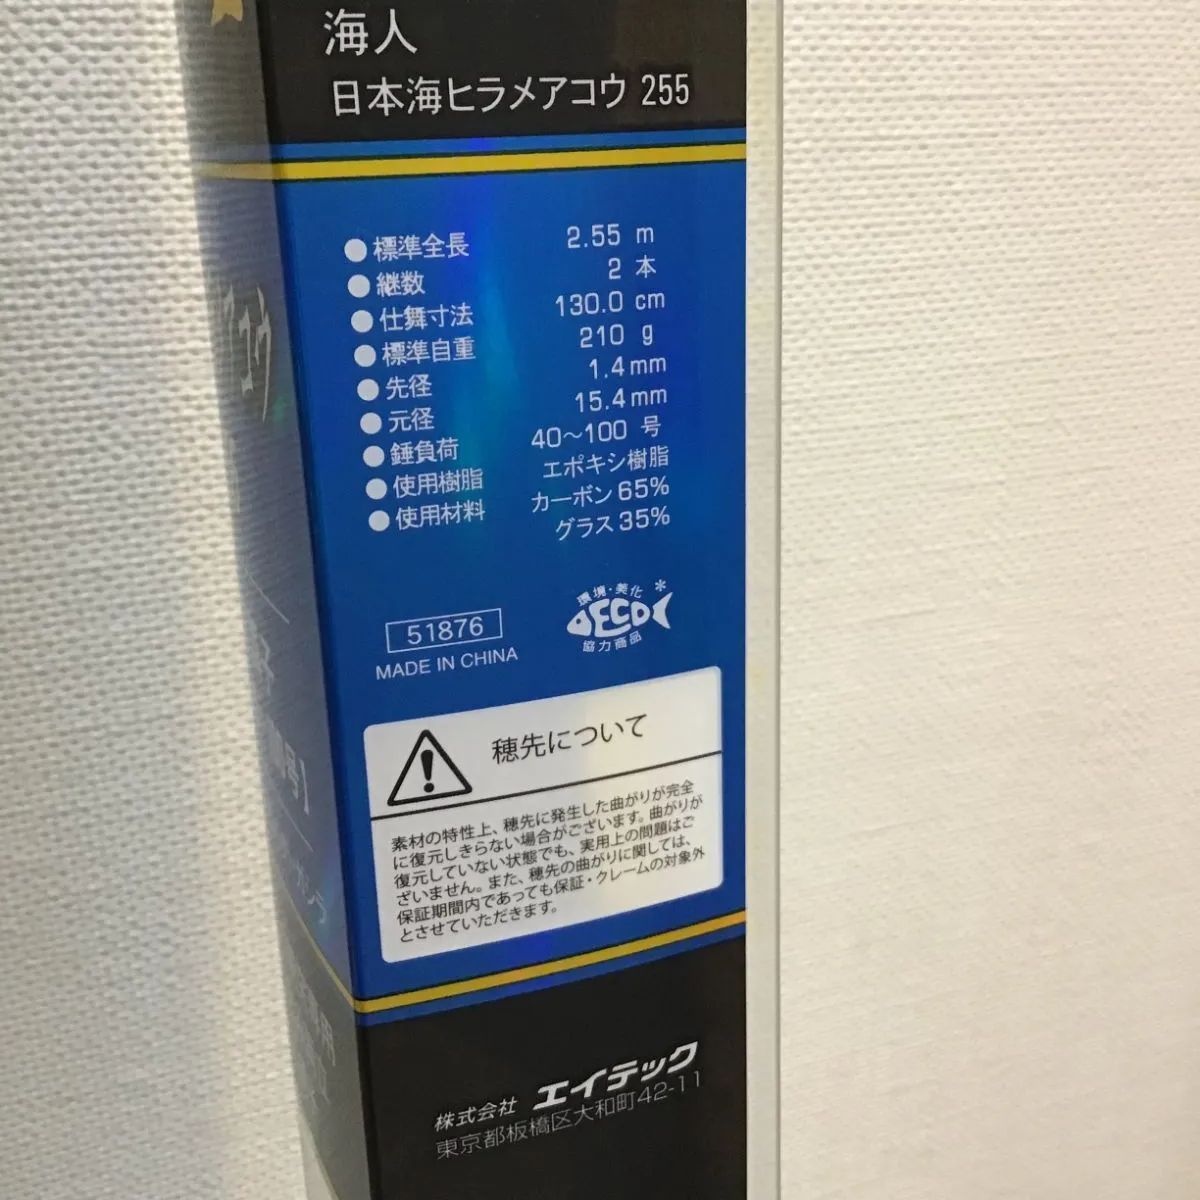 海人
日本海ヒラメアコウ 255
●標準全長 2.55 m
●継数 2 本
●仕舞寸法 130.0 cm
●標準自重 210 g
●先径 1.4mm
●元径 15.4mm
●錘負荷 40〜100 号
●使用樹脂 エポキシ樹脂
●使用材料 カーボン65%
グラス35%
コウ
51876
MADE IN CHINA
環境・美化
ECO
協力商品
穂先について
素材の特性上、穂先に発生した曲がりが完全
に復元しきらない場合がございます。曲がりが
復元していない状態でも、実用上の問題はご
ざいません。また、穂先の曲がりに関しては、
保証期間内であっても保証・クレームの対象外
とさせていただきます。
株式会社 エイテック
東京都板橋区大和町42-11